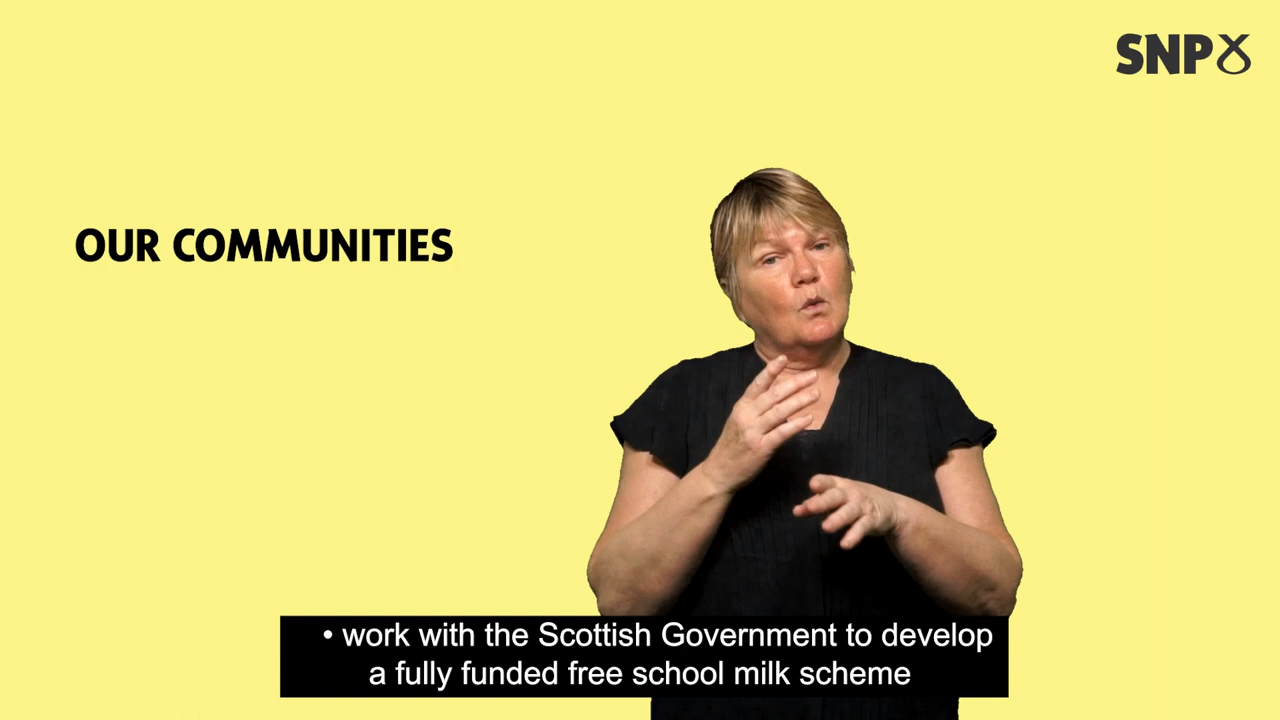 SNP
OUR COMMUNITIES
• work with the Scottish Government to develop
a fully funded free school milk scheme